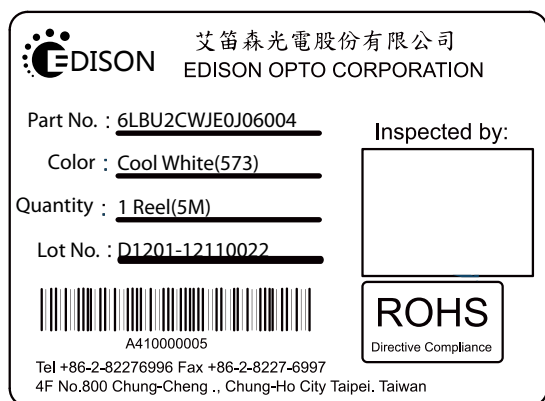 EDISON
艾笛森光電股份有限公司
EDISON OPTO CORPORATION
Part No. : 6LBU2CWJE0J06004
Color : Cool White(573)
Quantity : 1 Reel(5M)
Lot No. : D1201-12110022
Inspected by:
A410000005
ROHS
Directive Compliance
Tel +86-2-82276996 Fax +86-2-8227-6997
4F No.800 Chung-Cheng ., Chung-Ho City Taipei. Taiwan